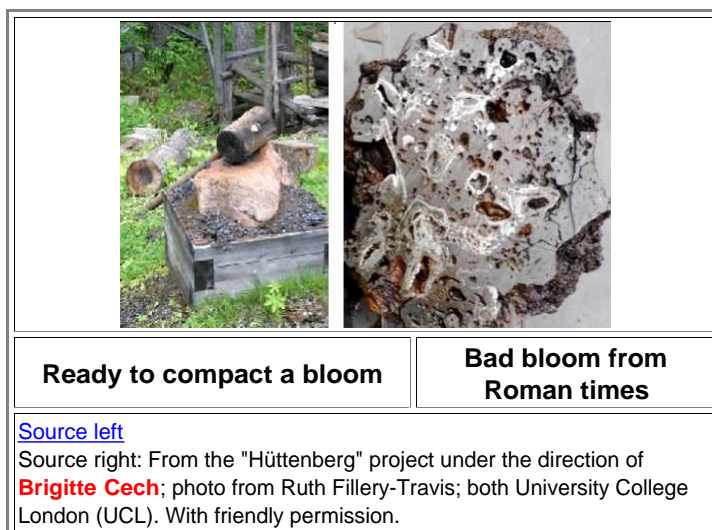 Ready to compact a bloom
Bad bloom from
Roman times
Source left
Source right: From the "Hüttenberg" project under the direction of
Brigitte Cech; photo from Ruth Fillery-Travis; both University College
London (UCL). With friendly permission.